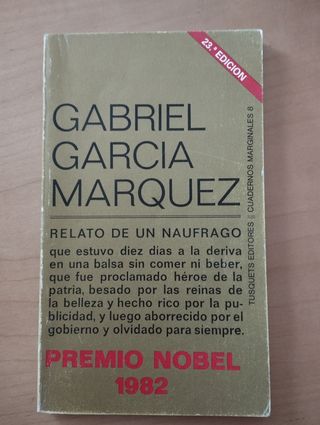 23.ª EDICION
GABRIEL
GARCIA
MARQUEZ
RELATO DE UN NAUFRAGO
que estuvo diez días a la deriva
en una balsa sin comer ni beber,
que fue proclamado héroe de la
patria, besado por las reinas de
la belleza y hecho rico por la pu-
blicidad, y luego aborrecido por el
gobierno y olvidado para siempre.
PREMIO NOBEL
1982
TUSQUETS EDITORES :: CUADERNOS MARGINALES 8